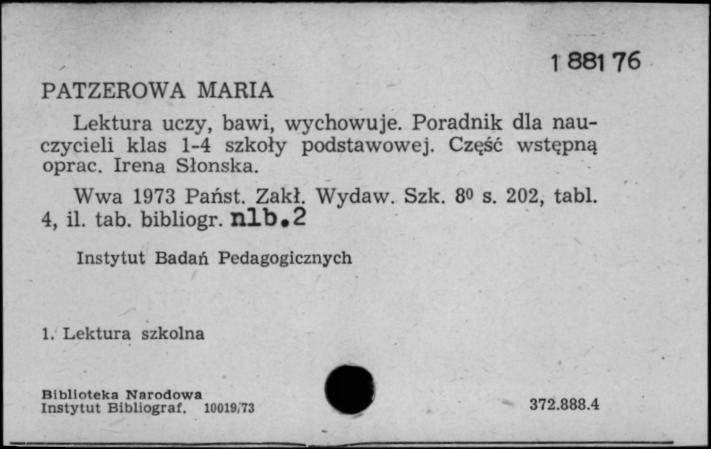 1 881 76
PATZEROWA MARIA
Lektura uczy, bawi, wychowuje. Poradnik dla nau-
czycieli klas 1-4 szkoły podstawowej. Część wstępną
oprac. Irena Słonska.
Wwa 1973 Państ. Zakł. Wydaw. Szk. 8⁰ s. 202, tabl.
4, il. tab. bibliogr. nlb.2
Instytut Badań Pedagogicznych
1. Lektura szkolna
Biblioteka Narodowa
Instytut Bibliograf. 10019/73
372.888.4